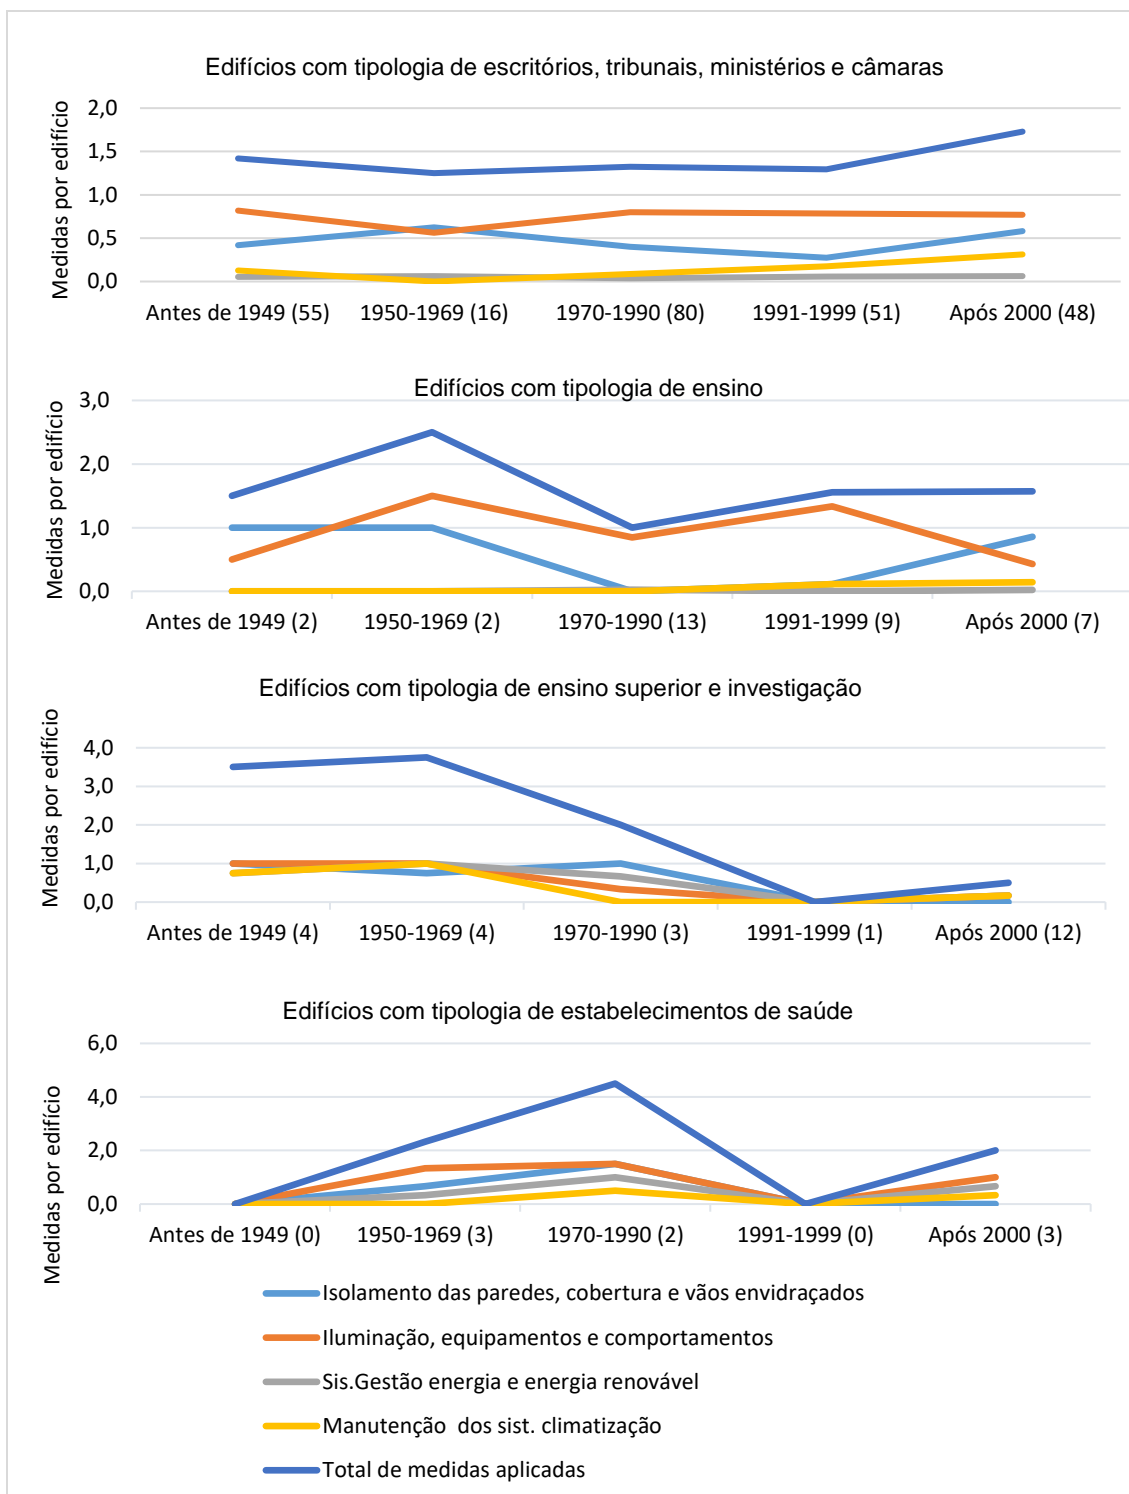 Edifícios com tipologia de escritórios, tribunais, ministérios e câmaras
Medidas por edifício
2,0
1,5
1,0
0,5
0,0
Antes de 1949 (55) 1950-1969 (16) 1970-1990 (80) 1991-1999 (51) Após 2000 (48)
Edifícios com tipologia de ensino
Medidas por edifício
3,0
2,0
1,0
0,0
Antes de 1949 (2) 1950-1969 (2) 1970-1990 (13) 1991-1999 (9) Após 2000 (7)
Edifícios com tipologia de ensino superior e investigação
Medidas por edifício
4,0
3,0
2,0
1,0
0,0
Antes de 1949 (4) 1950-1969 (4) 1970-1990 (3) 1991-1999 (1) Após 2000 (12)
Edifícios com tipologia de estabelecimentos de saúde
Medidas por edifício
6,0
4,0
2,0
0,0
Antes de 1949 (0) 1950-1969 (3) 1970-1990 (2) 1991-1999 (0) Após 2000 (3)
Isolamento das paredes, cobertura e vãos envidraçados
Iluminação, equipamentos e comportamentos
Sis.Gestão energia e energia renovável
Manutenção  dos sist. climatização
Total de medidas aplicadas